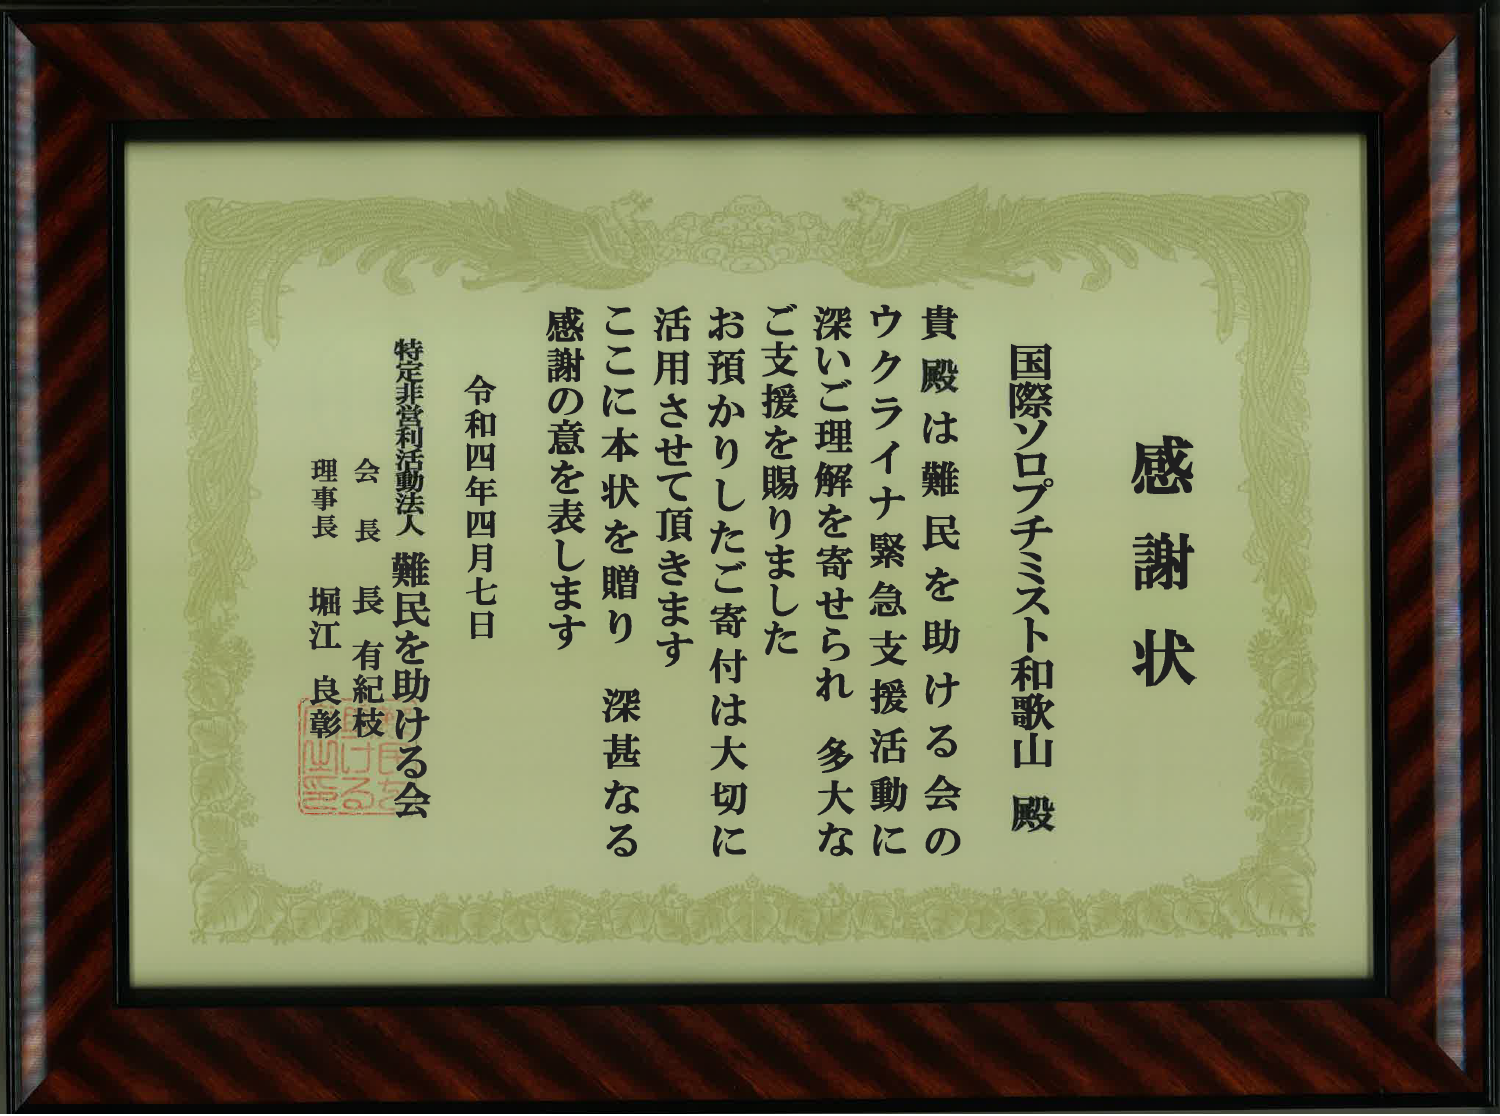 感謝状
国際ソロプチミスト和歌山 殿
貴殿は難民を助ける会の
ウクライナ緊急支援活動に
深いご理解を寄せられ 多大な
ご支援を賜りました
お預かりしたご寄付は大切に
活用させて頂きます
ここに本状を贈り 深甚なる
感謝の意を表します
令和四年四月七日
特定非営利活動法人 難民を助ける会
会長 長 有紀枝
理事長 堀江 良彰